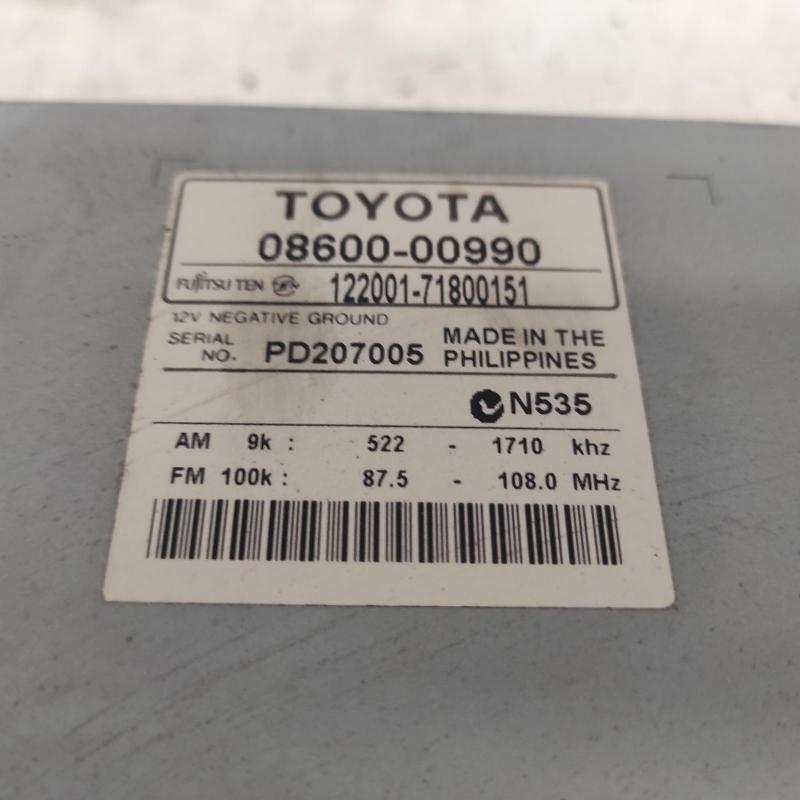 TOYOTA
08600-00990
FUJITSU TEN 122001-71800151
12V NEGATIVE GROUND
SERIAL NO. PD207005 MADE IN THE PHILIPPINES
N535
AM 9k : 522 - 1710 khz
FM 100k : 87.5 - 108.0 MHz